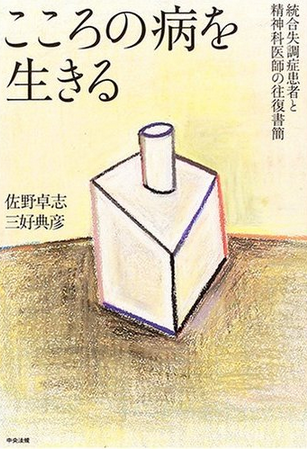 こころの病を
生きる
統合失調症患者と
精神科医師の往復書簡
佐野卓志
三好典彦
中央法規